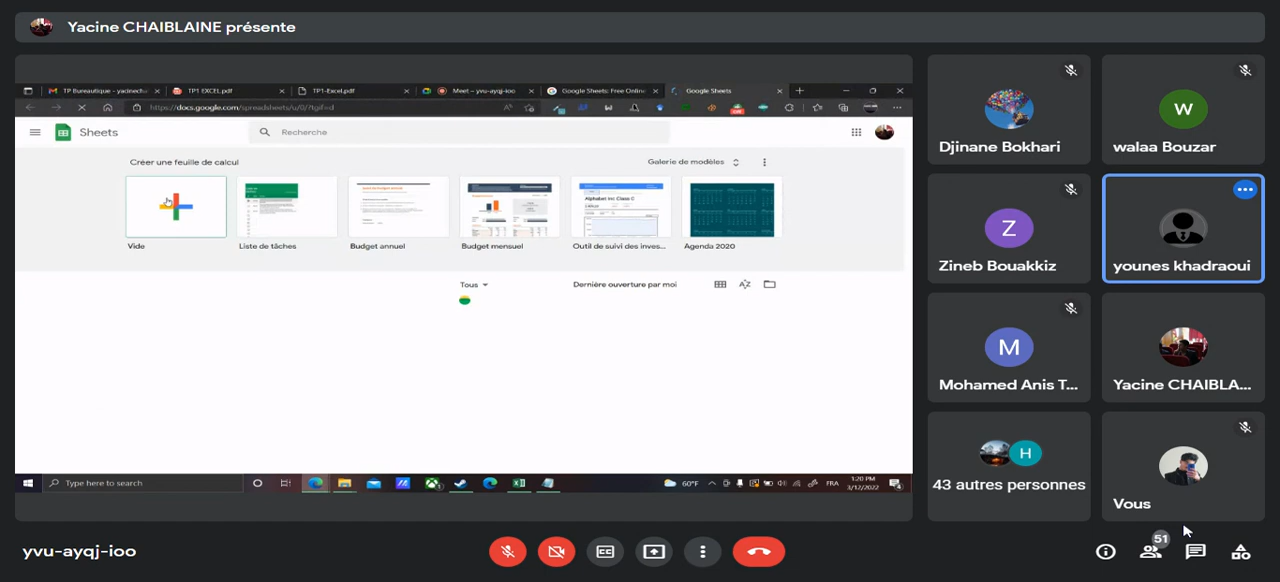 Yacine CHAIBLAINE présente
TP Bureautique - yacinech
TP1 EXCEL.pdf
TP1-Excel.pdf
Meet – yvu-ayqj-ioo
Google Sheets: Free Online
Google Sheets
https://docs.google.com/spreadsheets/u/0/?tgif=d
Sheets
Recherche
Créer une feuille de calcul
Galerie de modèles
Vide
Liste de tâches
Budget annuel
Budget mensuel
Outil de suivi des inves...
Agenda 2020
Tous
Dernière ouverture par moi
Type here to search
60°F
FRA
1:20 PM
3/12/2022
Djinane Bokhari
W
walaa Bouzar
Z
Zineb Bouakkiz
younes khadraoui
M
Mohamed Anis T...
Yacine CHAIBLA...
H
43 autres personnes
Vous
yvu-ayqj-ioo
51